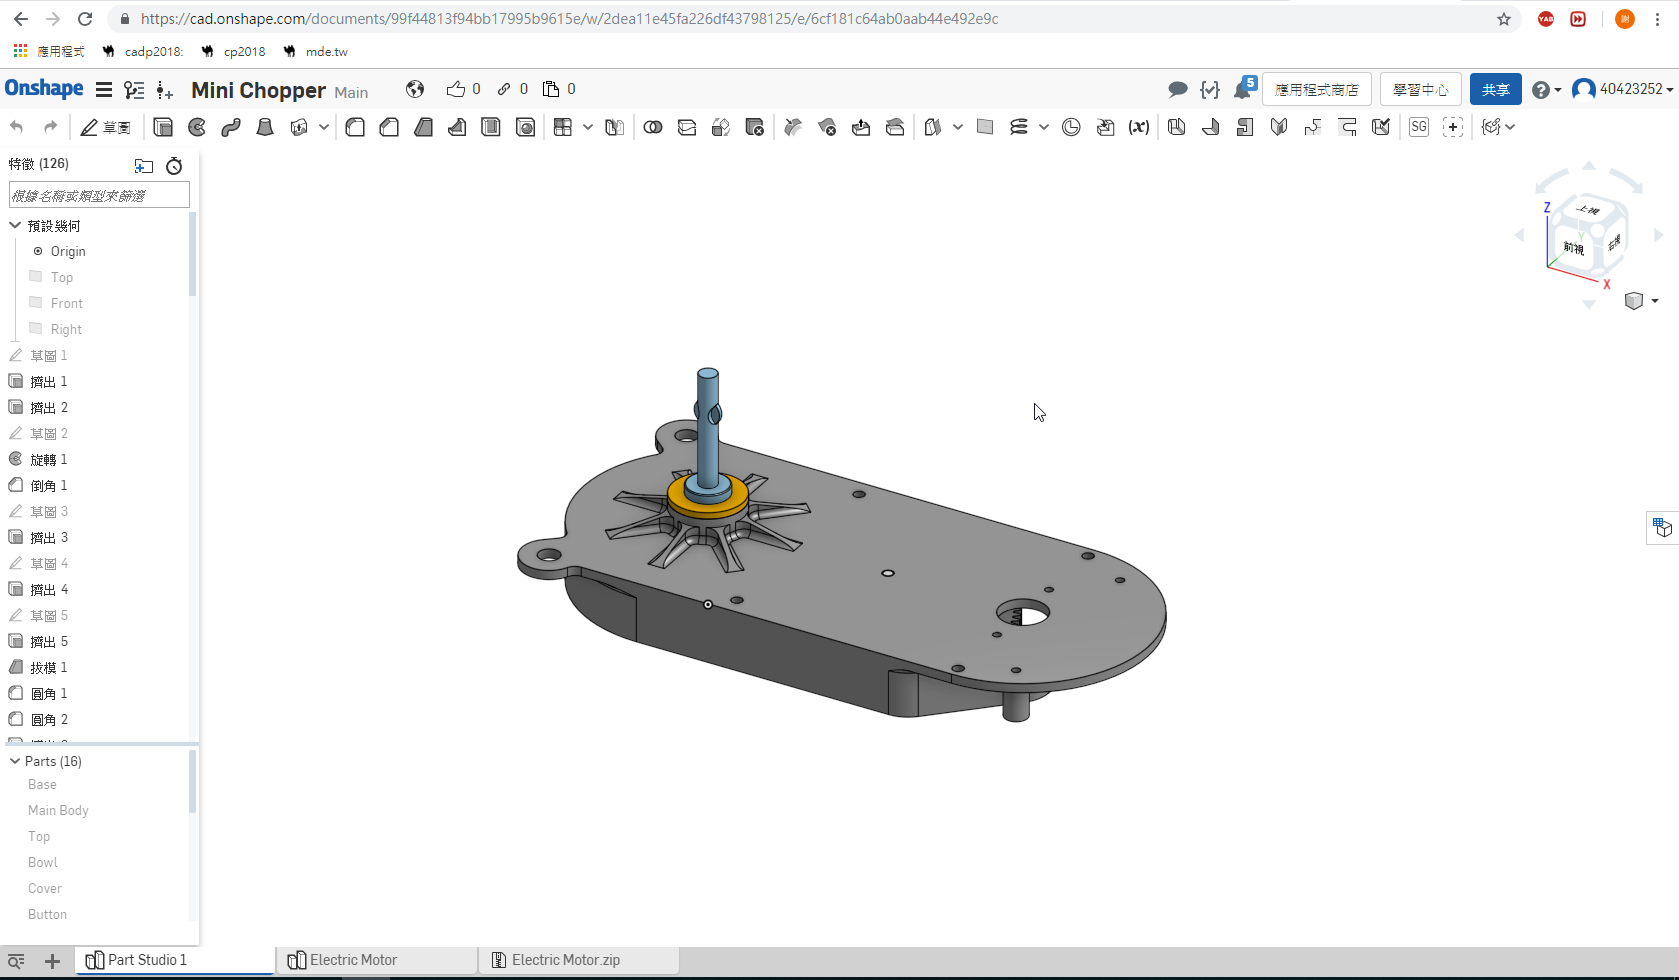 https://cad.onshape.com/documents/99f44813f94bb17995b9615e/w/2dea11e45fa226df43798125/e/6cf181c64ab0aab44e492e9c
YAB
謝
應用程式
cadp2018:
cp2018
mde.tw
Onshape
Mini Chopper Main
0
0
0
5
應用程式商店
學習中心
共享
40423252
草圖
(x)
SG
特徵 (126)
根據名稱或類型來篩選
預設幾何
Origin
Top
Front
Right
草圖 1
擠出 1
擠出 2
草圖 2
旋轉 1
倒角 1
草圖 3
擠出 3
草圖 4
擠出 4
草圖 5
擠出 5
拔模 1
圓角 1
圓角 2
Parts (16)
Base
Main Body
Top
Bowl
Cover
Button
Z
上視
前視
右視
Y
X
Part Studio 1
Electric Motor
Electric Motor.zip